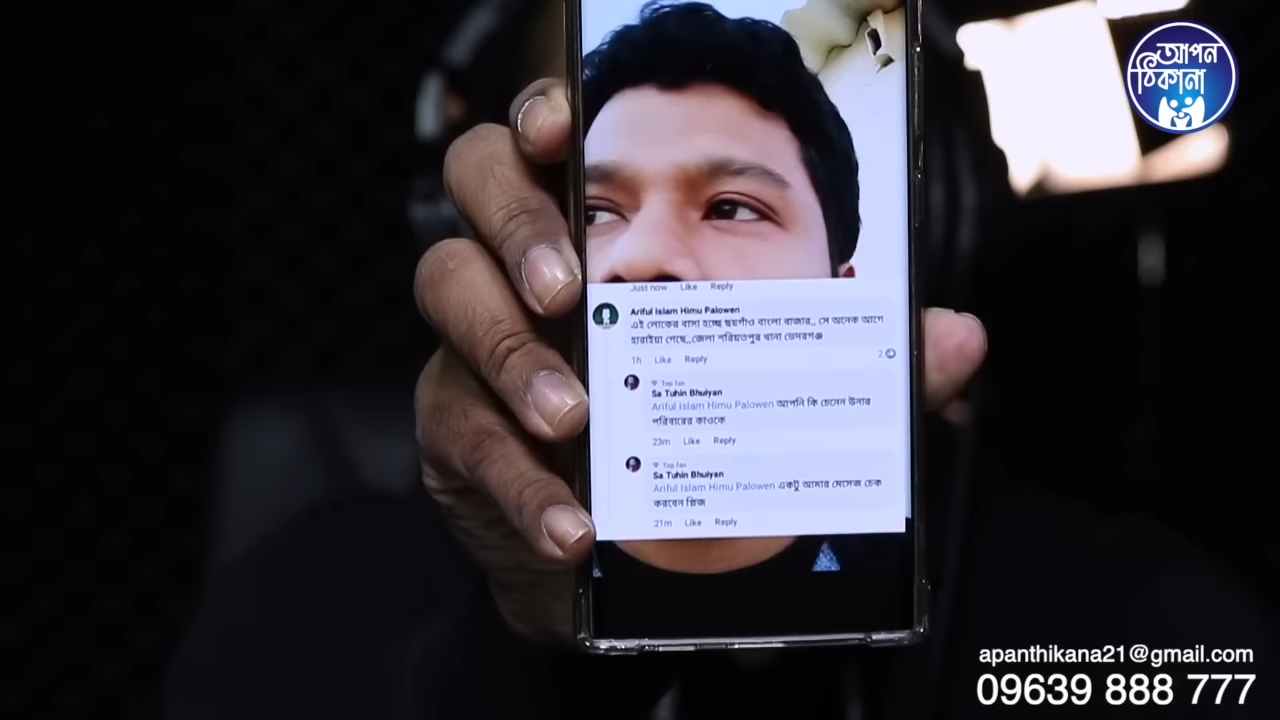 আপন
ঠিকানা
Just now Like Reply
Ariful Islam Himu Palowen
এই লোকের বাসা হচ্ছে ছয়গাঁও বাংলা বাজার,, সে অনেক আগে
হারাইয়া গেছে,,জেলা শরিয়তপুর থানা ভেদরগঞ্জ
1h Like Reply 2
Top fan
Sa Tuhin Bhuiyan
Ariful Islam Himu Palowen আপনি কি চেনেন উনার
পরিবারের কাওকে
23m Like Reply
Top fan
Sa Tuhin Bhuiyan
Ariful Islam Himu Palowen একটু আমার মেসেজ চেক
করবেন প্লিজ
21m Like Reply
apanthikana21@gmail.com
09639 888 777